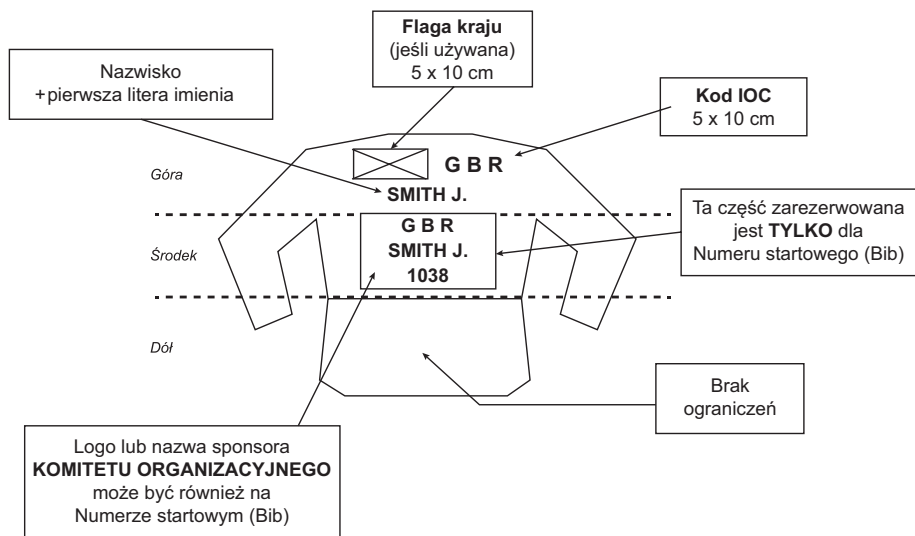 Flaga kraju
(jeśli używana)
5 x 10 cm
Nazwisko
+pierwsza litera imienia
Kod IOC
5 x 10 cm
Góra
G B R
SMITH J.
Ta część zarezerwowana
jest TYLKO dla
Numeru startowego (Bib)
Środek
G B R
SMITH J.
1038
Dół
Brak
ograniczeń
Logo lub nazwa sponsora
KOMITETU ORGANIZACYJNEGO
może być również na
Numerze startowym (Bib)